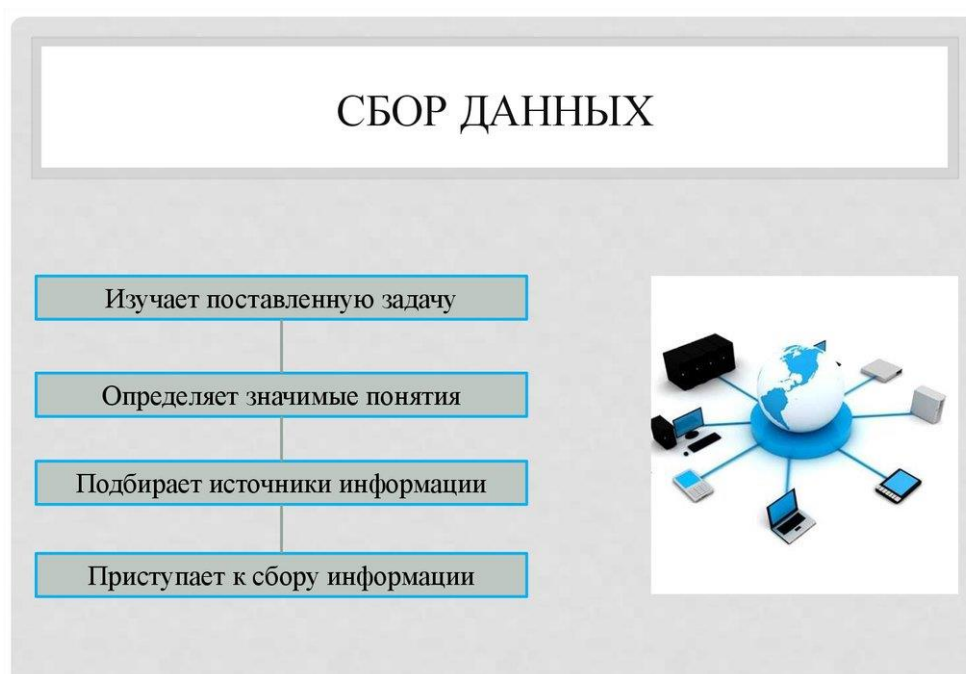 СБОР ДАННЫХ
Изучает поставленную задачу
Определяет значимые понятия
Подбирает источники информации
Приступает к сбору информации